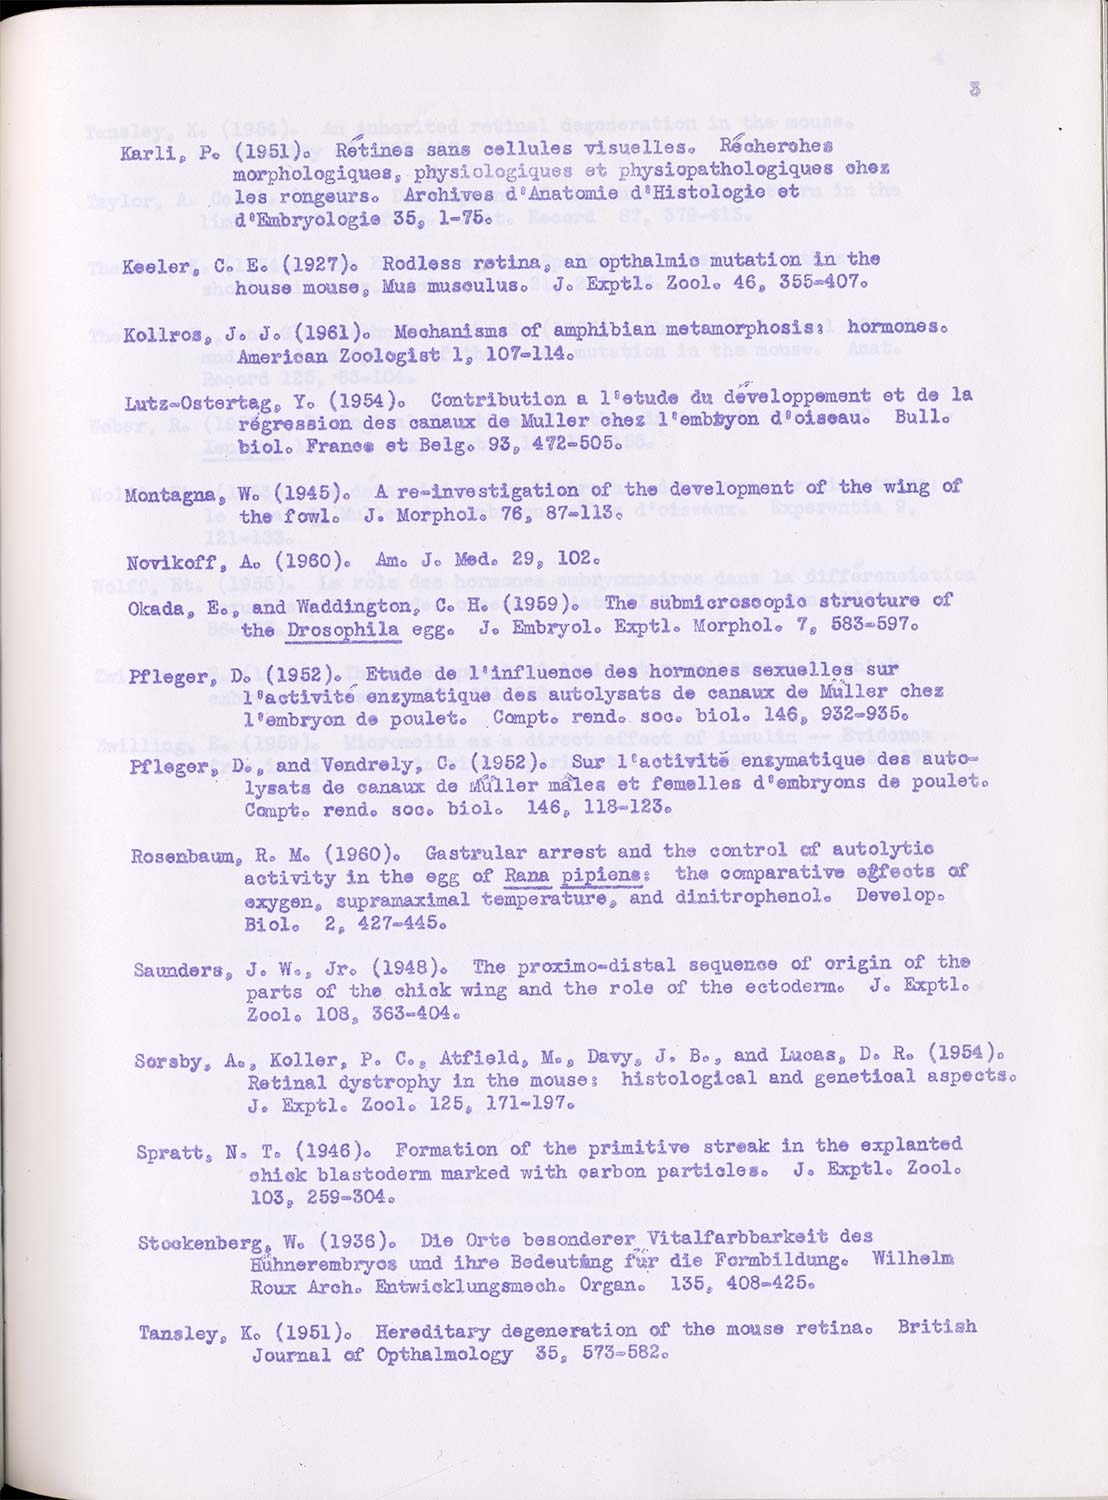 3
Karli, P. (1951). Rétines sans cellules visuelles. Récherches
morphologiques, physiologiques et physiopathologiques chez
les rongeurs. Archives d'Anatomie d'Histologie et
d'Embryologie 35, 1-75.
Keeler, C. E. (1927). Rodless retina, an opthalmic mutation in the
house mouse, Mus musculus. J. Exptl. Zool. 46, 355-407.
Kollros, J. J. (1961). Mechanisms of amphibian metamorphosis: hormones.
American Zoologist 1, 107-114.
Lutz-Ostertag, Y. (1954). Contribution a l'etude du développement et de la
régression des canaux de Muller chez l'embryon d'oiseau. Bull.
biol. France et Belg. 93, 472-505.
Montagna, W. (1945). A re-investigation of the development of the wing of
the fowl. J. Morphol. 76, 87-113.
Novikoff, A. (1960). Am. J. Med. 29, 102.
Okada, E., and Waddington, C. H. (1959). The submicroscopic structure of
the Drosophila egg. J. Embryol. Exptl. Morphol. 7, 583-597.
Pfleger, D. (1952). Etude de l'influence des hormones sexuelles sur
l'activité enzymatique des autolysats de canaux de Müller chez
l'embryon de poulet. Compt. rend. soc. biol. 146, 932-935.
Pfleger, D., and Vendrely, C. (1952). Sur l'activité enzymatique des auto-
lysats de canaux de Müller mâles et femelles d'embryons de poulet.
Compt. rend. soc. biol. 146, 118-123.
Rosenbaum, R. M. (1960). Gastrular arrest and the control of autolytic
activity in the egg of Rana pipiens: the comparative effects of
oxygen, supramaximal temperature, and dinitrophenol. Develop.
Biol. 2, 427-445.
Saunders, J. W., Jr. (1948). The proximo-distal sequence of origin of the
parts of the chick wing and the role of the ectoderm. J. Exptl.
Zool. 108, 363-404.
Sorsby, A., Koller, P. C., Atfield, M., Davy, J. B., and Lucas, D. R. (1954).
Retinal dystrophy in the mouse: histological and genetical aspects.
J. Exptl. Zool. 125, 171-197.
Spratt, N. T. (1946). Formation of the primitive streak in the explanted
chick blastoderm marked with carbon particles. J. Exptl. Zool.
103, 259-304.
Stockenberg, W. (1936). Die Orte besonderer Vitalfarbbarkeit des
Hühnerembryos und ihre Bedeutung für die Formbildung. Wilhelm
Roux Arch. Entwicklungsmech. Organ. 135, 408-425.
Tansley, K. (1951). Hereditary degeneration of the mouse retina. British
Journal of Opthalmology 35, 573-582.